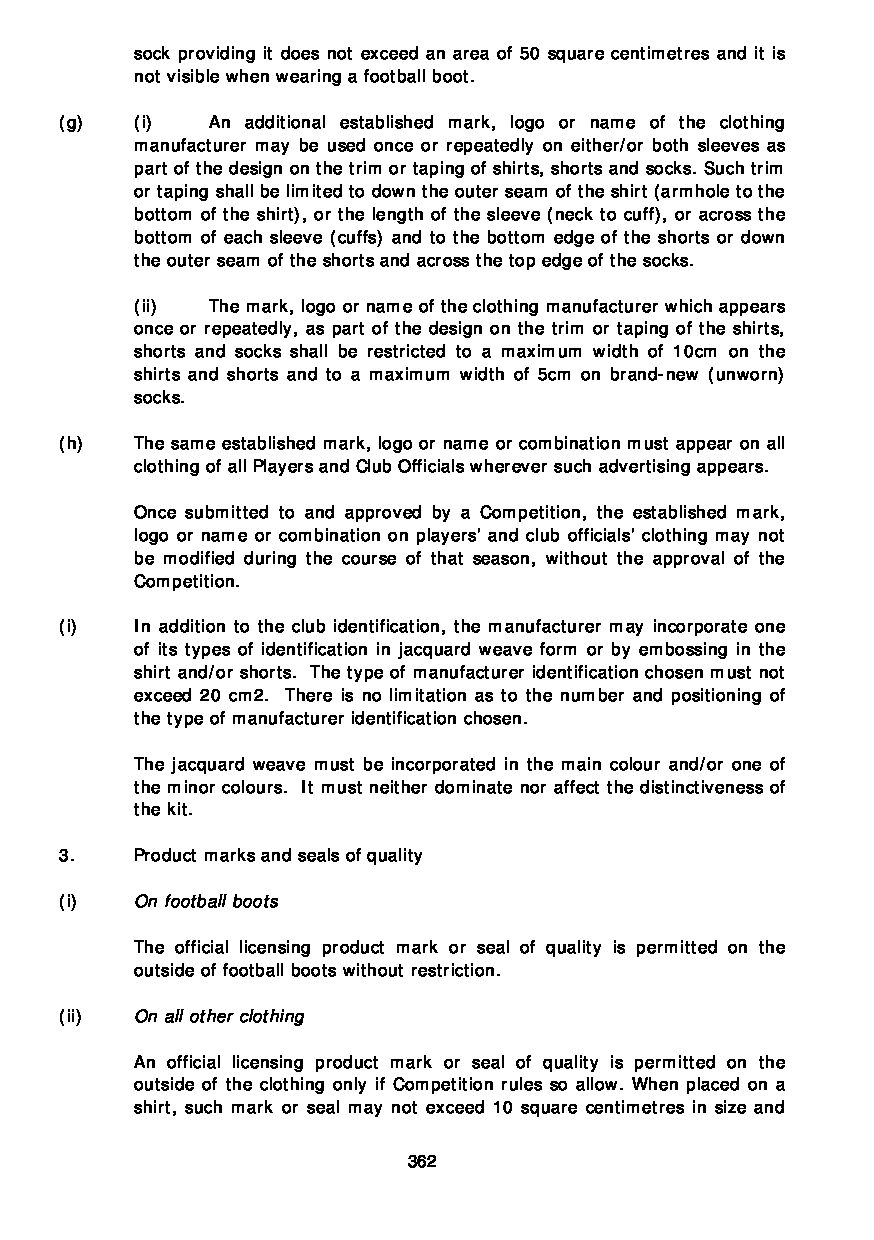 sock providing it does not exceed an area of 50 square centimetres and it is
not visible when wearing a football boot.
(g) (i) An additional established mark, logo or name of the clothing
manufacturer may be used once or repeatedly on either/or both sleeves as
part of the design on the trim or taping of shirts, shorts and socks. Such trim
or taping shall be limited to down the outer seam of the shirt (armhole to the
bottom of the shirt), or the length of the sleeve (neck to cuff), or across the
bottom of each sleeve (cuffs) and to the bottom edge of the shorts or down
the outer seam of the shorts and across the top edge of the socks.
(ii) The mark, logo or name of the clothing manufacturer which appears
once or repeatedly, as part of the design on the trim or taping of the shirts,
shorts and socks shall be restricted to a maximum width of 10cm on the
shirts and shorts and to a maximum width of 5cm on brand-new (unworn)
socks.
(h) The same established mark, logo or name or combination must appear on all
clothing of all Players and Club Officials wherever such advertising appears.
Once submitted to and approved by a Competition, the established mark,
logo or name or combination on players' and club officials' clothing may not
be modified during the course of that season, without the approval of the
Competition.
(i) In addition to the club identification, the manufacturer may incorporate one
of its types of identification in jacquard weave form or by embossing in the
shirt and/or shorts. The type of manufacturer identification chosen must not
exceed 20 cm2. There is no limitation as to the number and positioning of
the type of manufacturer identification chosen.
The jacquard weave must be incorporated in the main colour and/or one of
the minor colours. It must neither dominate nor affect the distinctiveness of
the kit.
3. Product marks and seals of quality
(i) On football boots
The official licensing product mark or seal of quality is permitted on the
outside of football boots without restriction.
(ii) On all other clothing
An official licensing product mark or seal of quality is permitted on the
outside of the clothing only if Competition rules so allow. When placed on a
shirt, such mark or seal may not exceed 10 square centimetres in size and
362